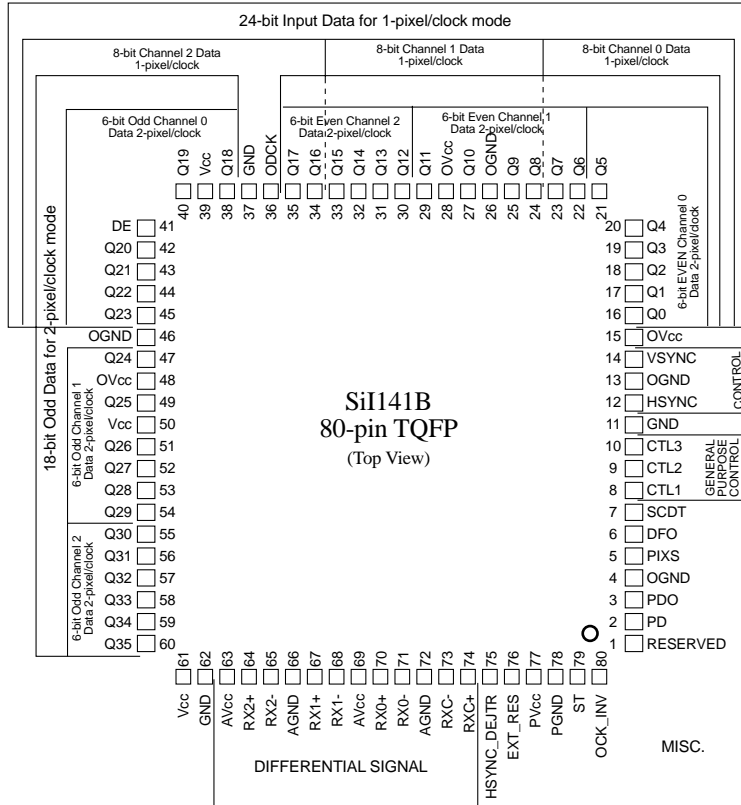 24-bit Input Data for 1-pixel/clock mode
8-bit Channel 2 Data
1-pixel/clock
8-bit Channel 1 Data
1-pixel/clock
8-bit Channel 0 Data
1-pixel/clock
6-bit Odd Channel 0
Data 2-pixel/clock
6-bit Even Channel 2
Data 2-pixel/clock
6-bit Even Channel 1
Data 2-pixel/clock
Q19
Vcc
Q18
GND
ODCK
Q17
Q16
Q15
Q14
Q13
Q12
Q11
OVcc
Q10
OGND
Q9
Q8
Q7
Q6
Q5
40
39
38
37
36
35
34
33
32
31
30
29
28
27
26
25
24
23
22
21
18-bit Odd Data for 2-pixel/clock mode
DE 41
Q20 42
Q21 43
Q22 44
Q23 45
OGND 46
Q24 47
OVcc 48
Q25 49
Vcc 50
Q26 51
Q27 52
Q28 53
Q29 54
Q30 55
Q31 56
Q32 57
Q33 58
Q34 59
Q35 60
6-bit Odd Channel 1
Data 2-pixel/clock
6-bit Odd Channel 2
Data 2-pixel/clock
SiI141B
80-pin TQFP
(Top View)
20 Q4
19 Q3
18 Q2
17 Q1
16 Q0
15 OVcc
14 VSYNC
13 OGND
12 HSYNC
11 GND
10 CTL3
9 CTL2
8 CTL1
7 SCDT
6 DFO
5 PIXS
4 OGND
3 PDO
2 PD
1 RESERVED
6-bit EVEN Channel 0
Data 2-pixel/clock
CONTROL
GENERAL
PURPOSE
CONTROL
61
62
63
64
65
66
67
68
69
70
71
72
73
74
75
76
77
78
79
80
Vcc
GND
AVcc
RX2+
RX2-
AGND
RX1+
RX1-
AVcc
RX0+
RX0-
AGND
RXC-
RXC+
HSYNC_DEJTR
EXT_RES
PVcc
PGND
ST
OCK_INV
DIFFERENTIAL SIGNAL
MISC.